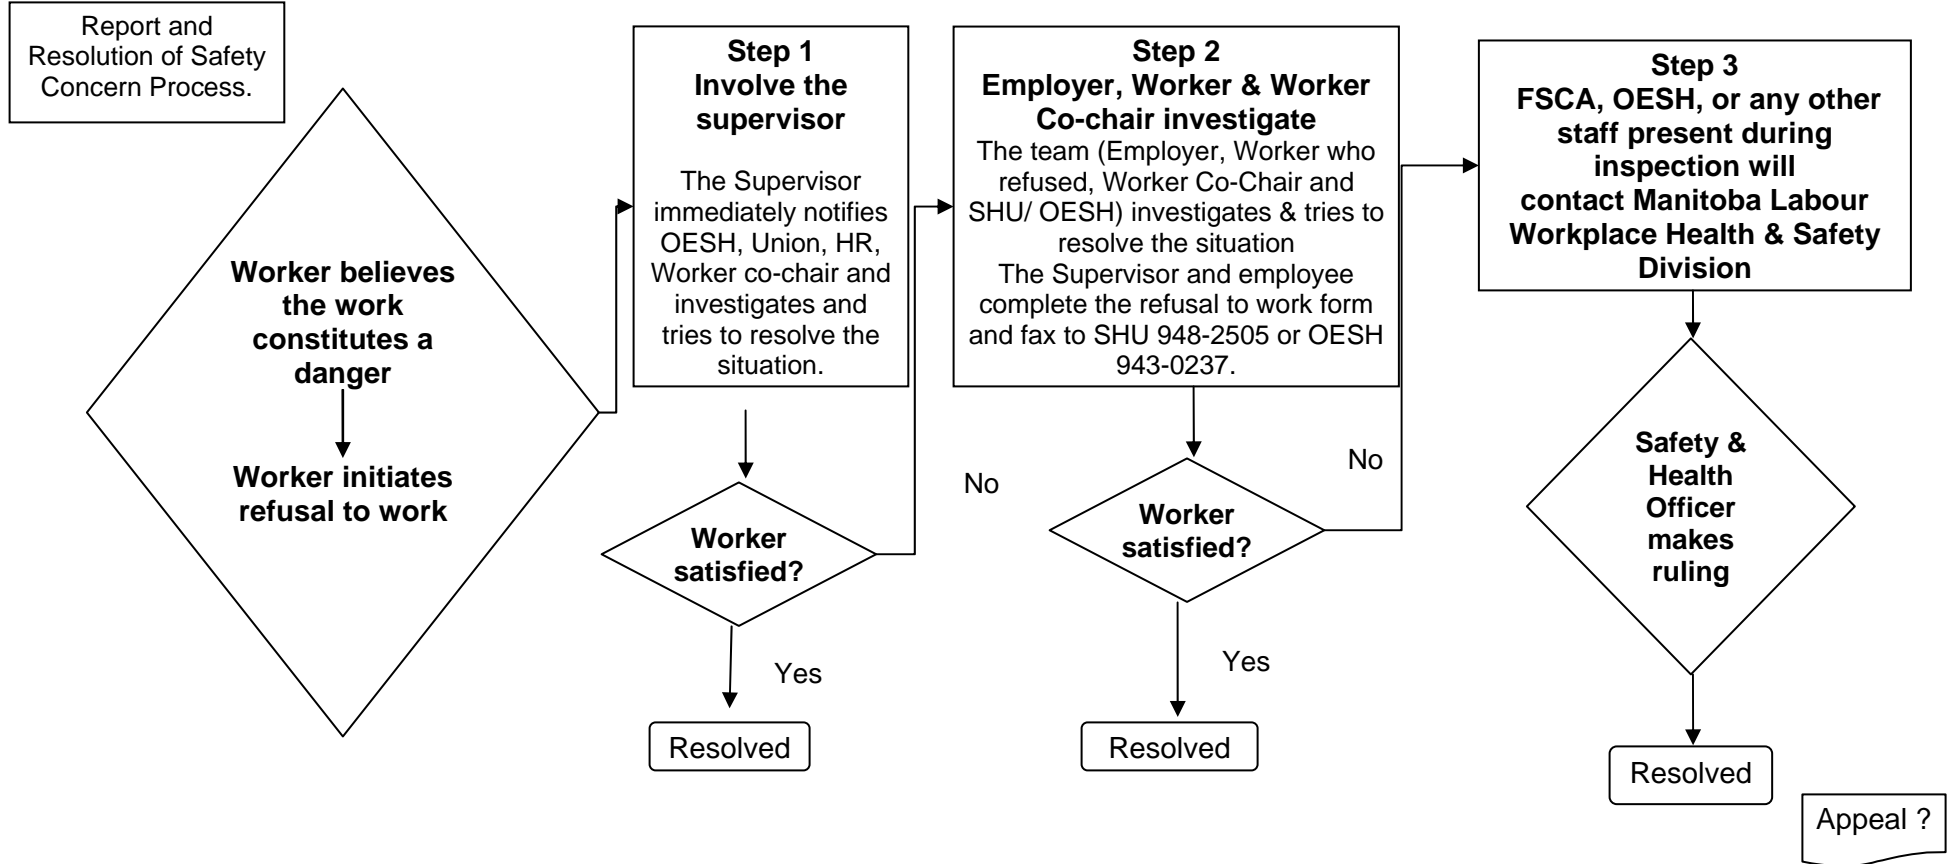 Report and
Resolution of Safety
Concern Process.
Worker believes
the work
constitutes a
danger
Worker initiates
refusal to work
Step 1
Involve the
supervisor
The Supervisor
immediately notifies
OESH, Union, HR,
Worker co-chair and
investigates and
tries to resolve the
situation.
Worker
satisfied?
Yes
Resolved
No
Step 2
Employer, Worker & Worker
Co-chair investigate
The team (Employer, Worker who
refused, Worker Co-Chair and
SHU/ OESH) investigates & tries to
resolve the situation
The Supervisor and employee
complete the refusal to work form
and fax to SHU 948-2505 or OESH
943-0237.
Worker
satisfied?
Yes
Resolved
No
Step 3
FSCA, OESH, or any other
staff present during
inspection will
contact Manitoba Labour
Workplace Health & Safety
Division
Safety &
Health
Officer
makes
ruling
Resolved
Appeal ?